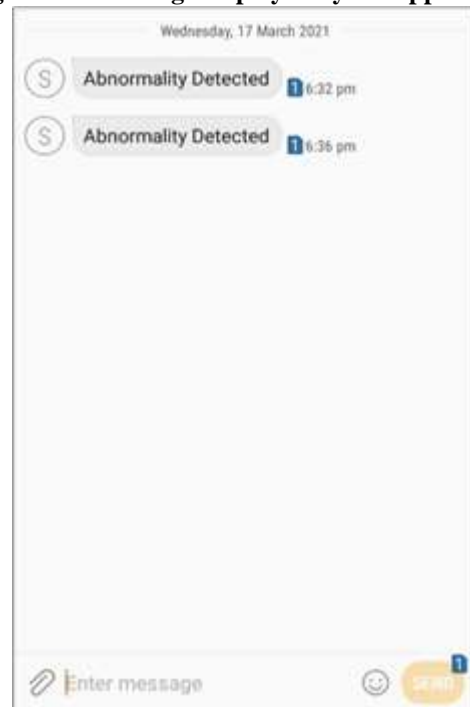 Wednesday, 17 March 2021
S Abnormality Detected 1 6:32 pm
S Abnormality Detected 1 6:36 pm
Enter message SEND 1